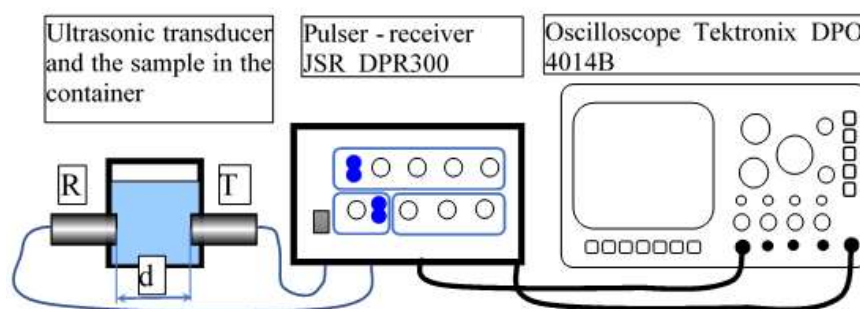 Ultrasonic transducer
and the sample in the
container
Pulser - receiver
JSR DPR300
Oscilloscope Tektronix DPO
4014B
R
T
d